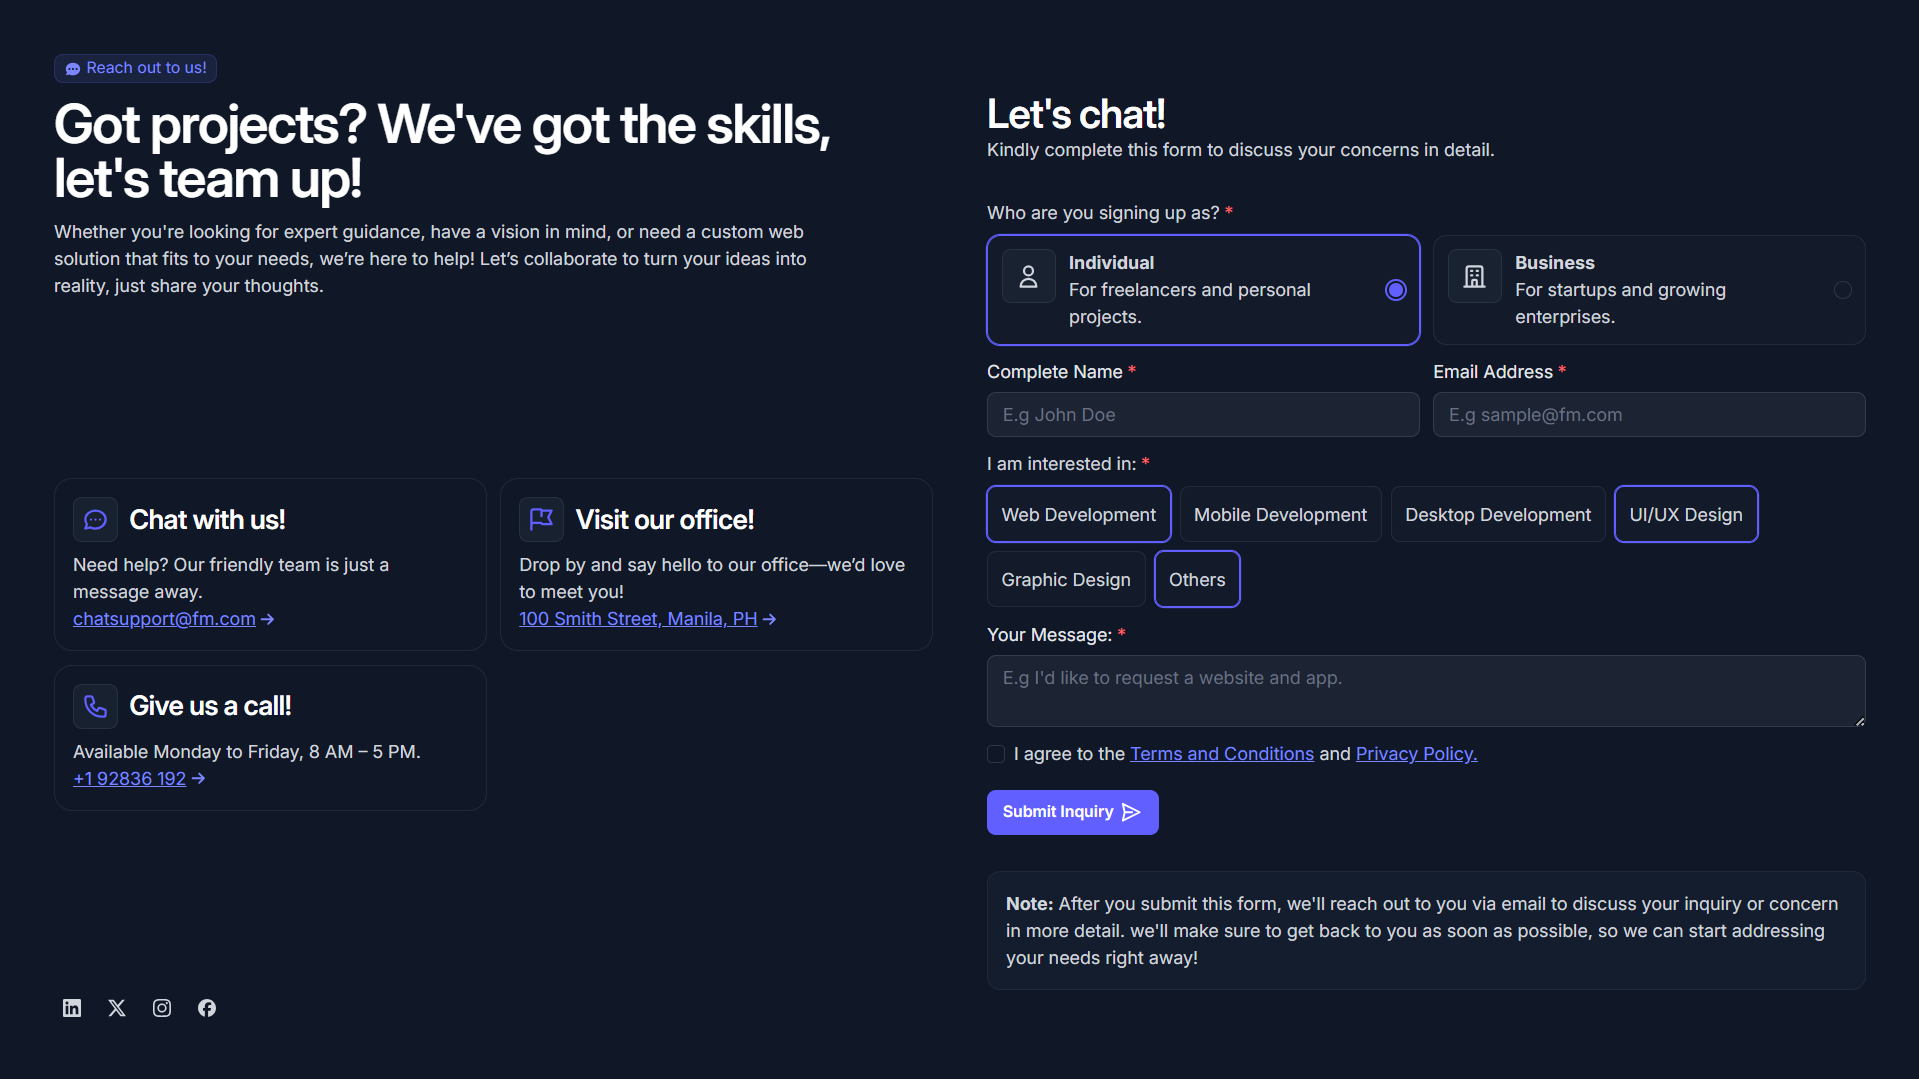 Reach out to us!
Got projects? We've got the skills,
let's team up!
Whether you're looking for expert guidance, have a vision in mind, or need a custom web
solution that fits to your needs, we’re here to help! Let’s collaborate to turn your ideas into
reality, just share your thoughts.
Chat with us!
Need help? Our friendly team is just a
message away.
chatsupport@fm.com →
Visit our office!
Drop by and say hello to our office—we’d love
to meet you!
100 Smith Street, Manila, PH →
Give us a call!
Available Monday to Friday, 8 AM – 5 PM.
+1 92836 192 →
Let's chat!
Kindly complete this form to discuss your concerns in detail.
Who are you signing up as? *
Individual
For freelancers and personal
projects.
Business
For startups and growing
enterprises.
Complete Name *
E.g John Doe
Email Address *
E.g sample@fm.com
I am interested in: *
Web Development
Mobile Development
Desktop Development
UI/UX Design
Graphic Design
Others
Your Message: *
E.g I'd like to request a website and app.
I agree to the Terms and Conditions and Privacy Policy.
Submit Inquiry
Note: After you submit this form, we'll reach out to you via email to discuss your inquiry or concern
in more detail. we'll make sure to get back to you as soon as possible, so we can start addressing
your needs right away!